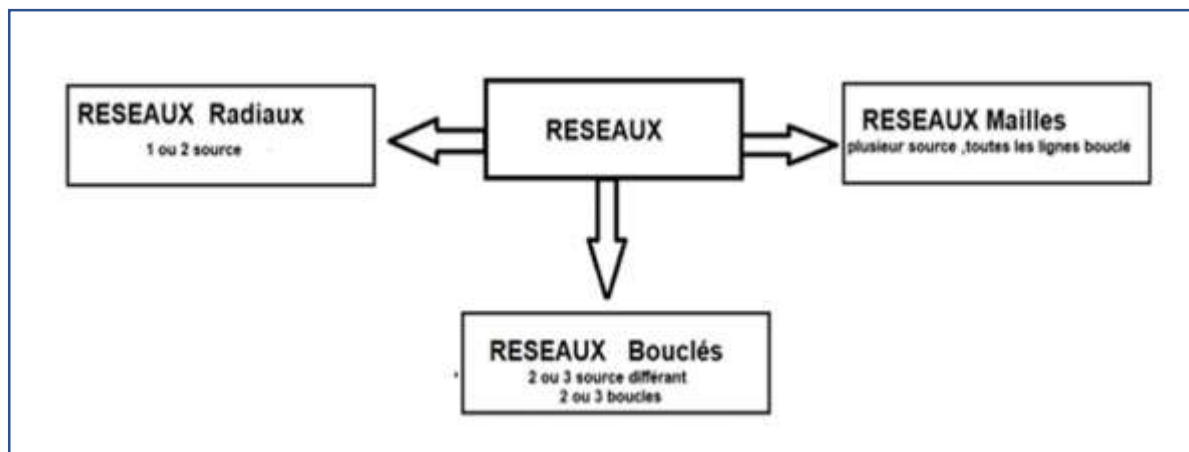 RESEAUX Radiaux
1 ou 2 source
RESEAUX
RESEAUX Mailles
plusieur source ,toutes les lignes bouclé
RESEAUX Bouclés
2 ou 3 source différant
2 ou 3 boucles